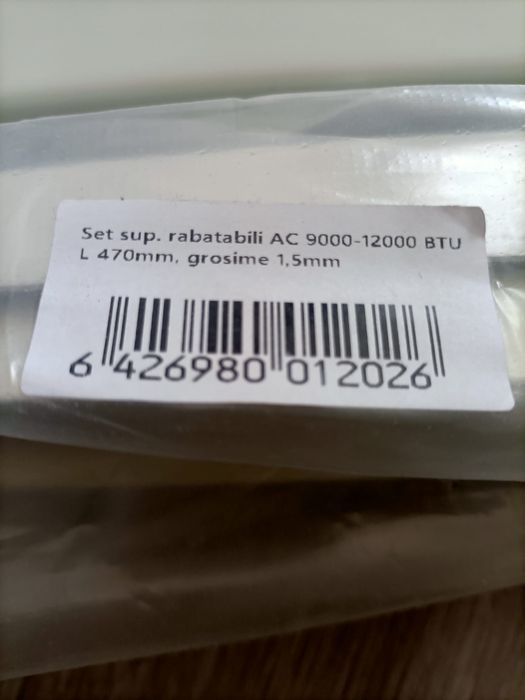 Set sup. rabatabili AC 9000-12000 BTU
L 470mm, grosime 1,5mm
6 426980 012026